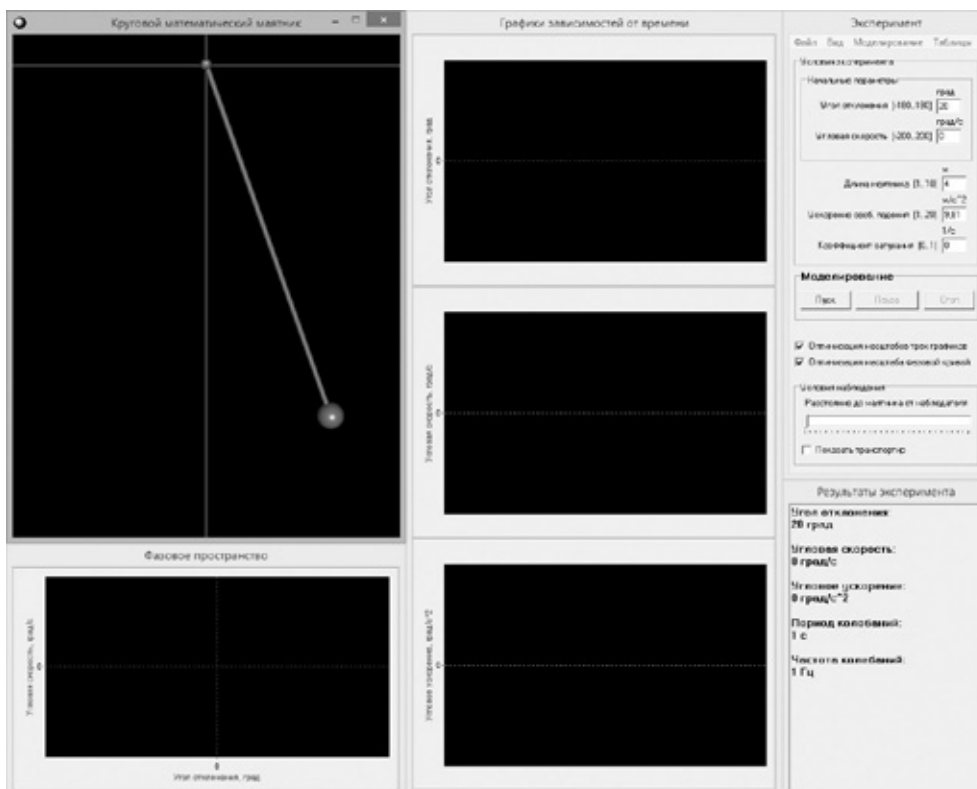 Круговой математический маятник
Графики зависимостей от времени
Эксперимент
Файл Вид Моделирование Таблицы
Условия эксперимента
Начальные параметры
град
Угол отклонения [-180..180] 20
град/с
Угловая скорость [-200..200] 0
м
Длина маятника [1..10] 4
м/с^2
Ускорение своб. падения [1..20] 9,81
1/с
Коэффициент затухания [0..1] 0
Моделирование
Пуск Пауза Стоп
Оптимизация масштабов трех графиков
Оптимизация масштаба фазовой кривой
Условия наблюдения
Расстояние до маятника от наблюдателя
Показать транспортир
Угол отклонения, град
0
Угловая скорость, град/с
0
Угловое ускорение, град/с^2
0
Фазовое пространство
Угловая скорость, град/с
0
0
Угол отклонения, град
Результаты эксперимента
Угол отклонения:
20 град
Угловая скорость:
0 град/с
Угловое ускорение:
0 град/с^2
Период колебаний:
1 с
Частота колебаний:
1 Гц